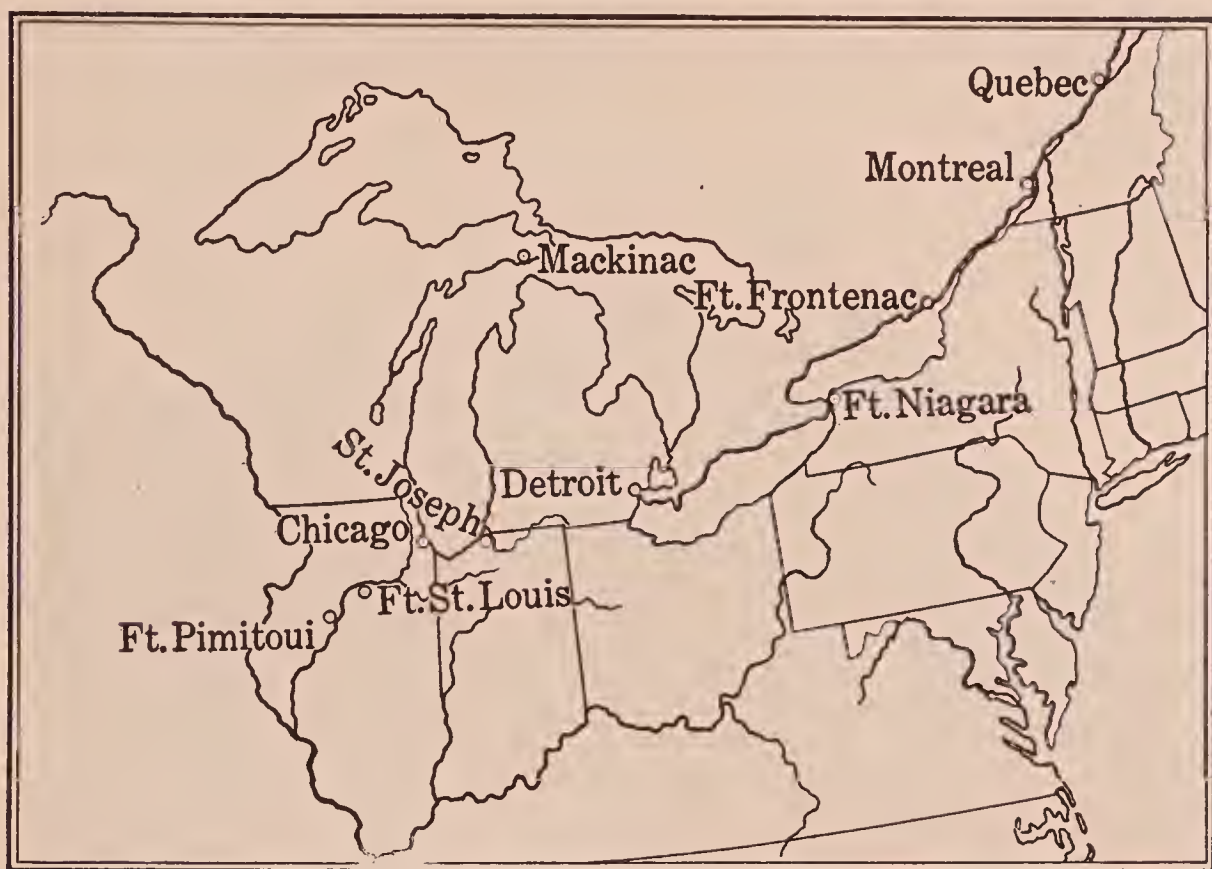 Quebec
Montreal
Mackinac
Ft. Frontenac
Ft. Niagara
St. Joseph
Detroit
Chicago
Ft. St. Louis
Ft. Pimitoui